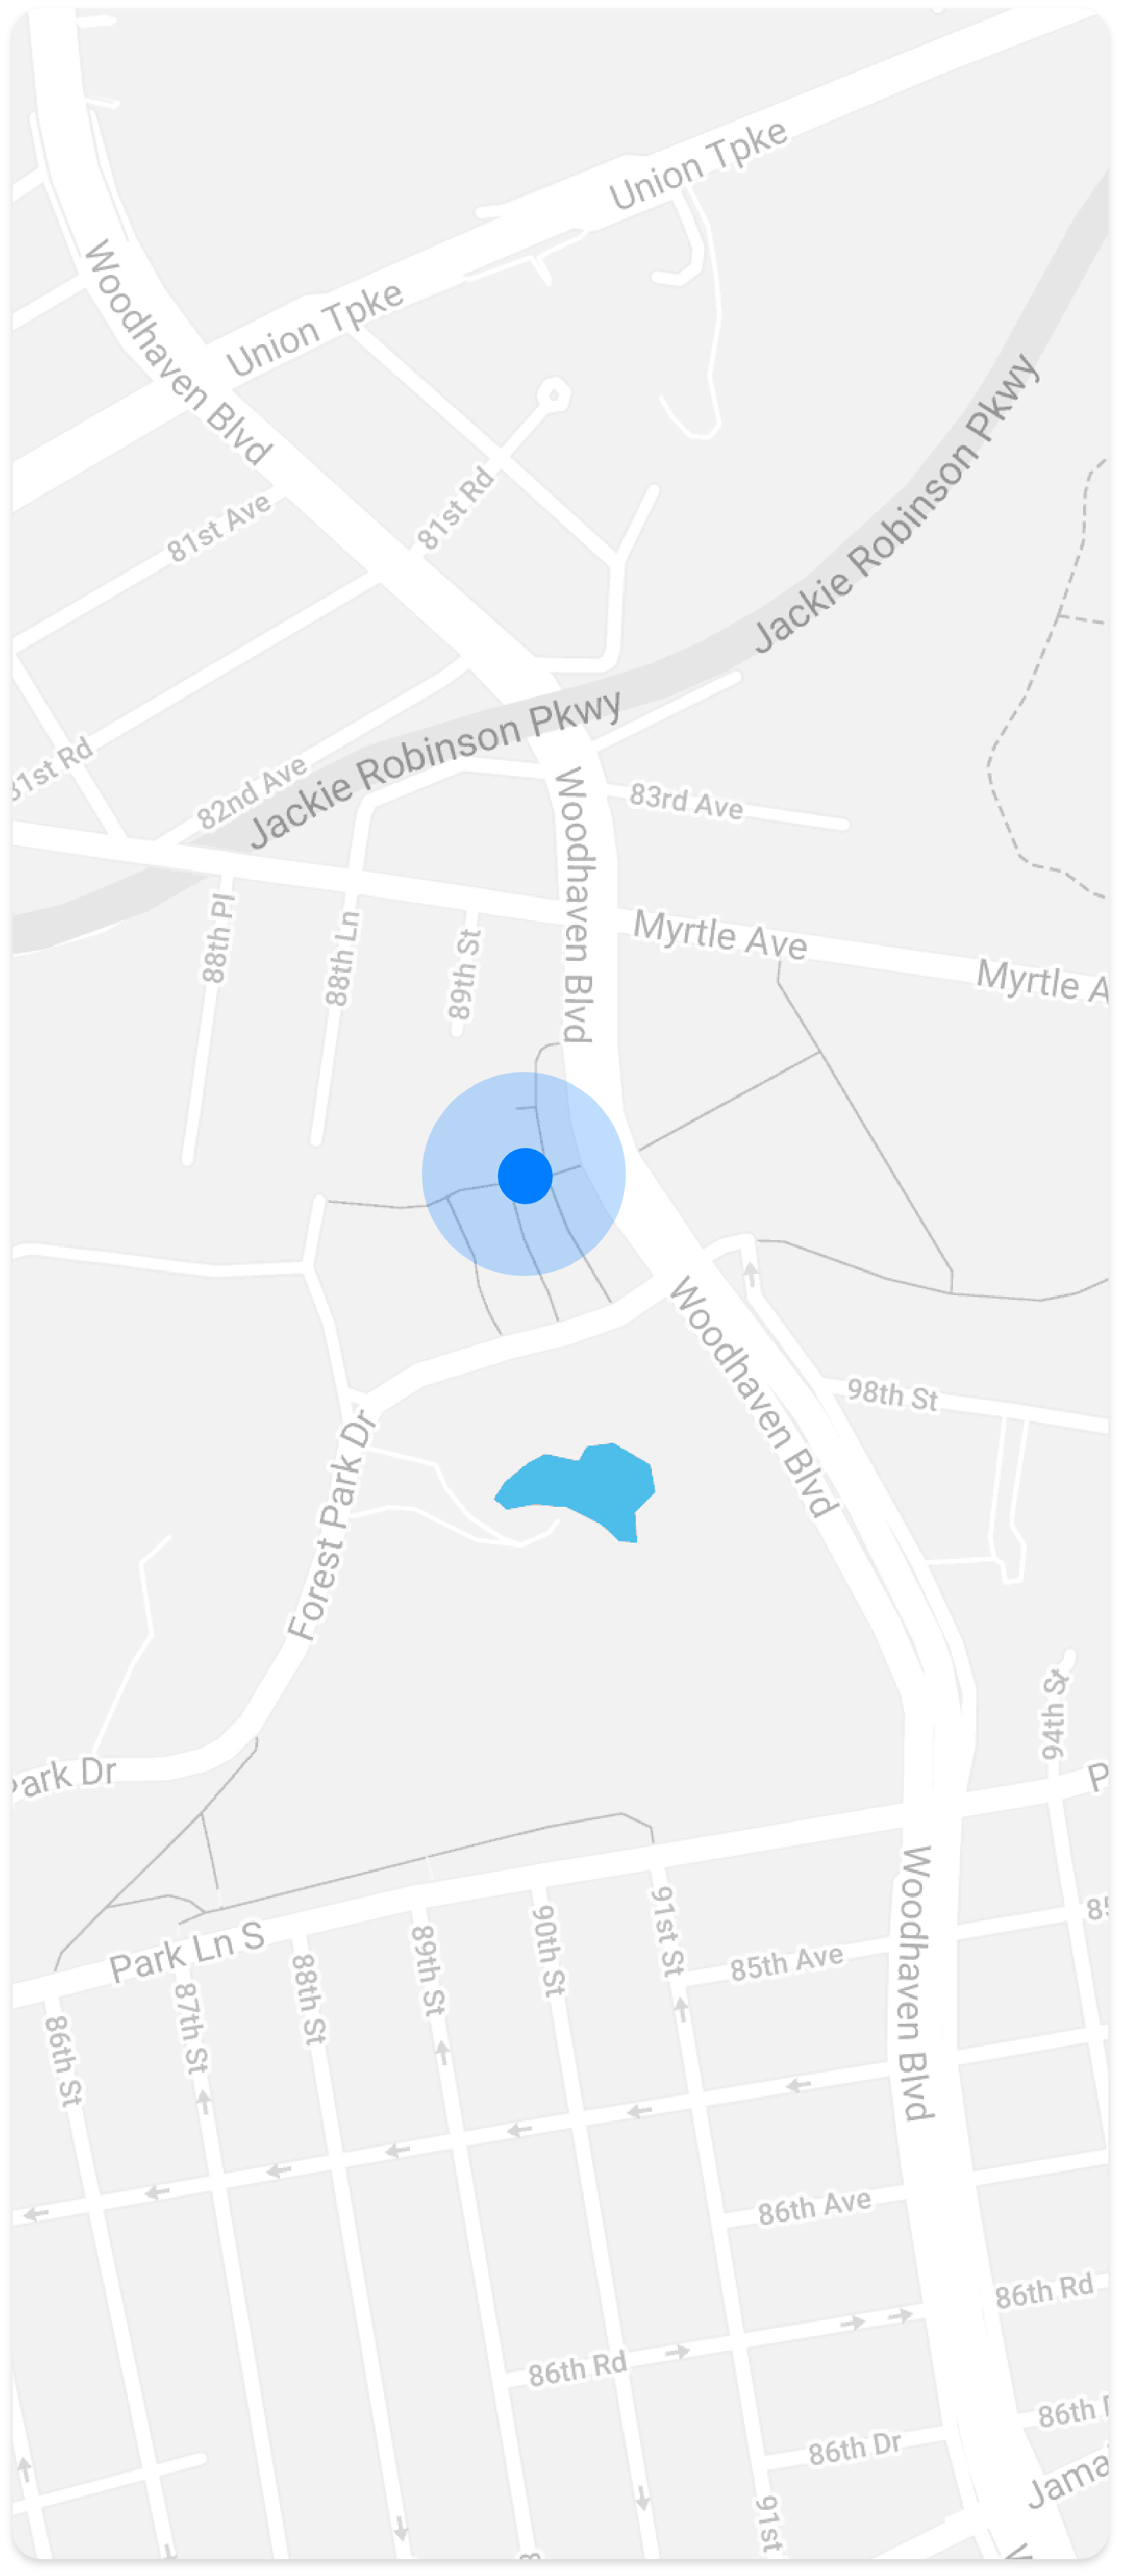 Union Tpke
Woodhaven Blvd
Union Tpke
Jackie Robinson Pkwy
81st Rd
81st Ave
Jackie Robinson Pkwy
81st Rd
82nd Ave
83rd Ave
Woodhaven Blvd
88th Pl
88th Ln
89th St
Myrtle Ave
Myrtle A
Woodhaven Blvd
98th St
Forest Park Dr
94th St
Park Dr
P
Woodhaven Blvd
Park Ln S
91st St
90th St
89th St
88th St
87th St
86th St
85th Ave
85
86th Ave
86th Rd
86th Rd
86th Dr
86th
Jama
91st